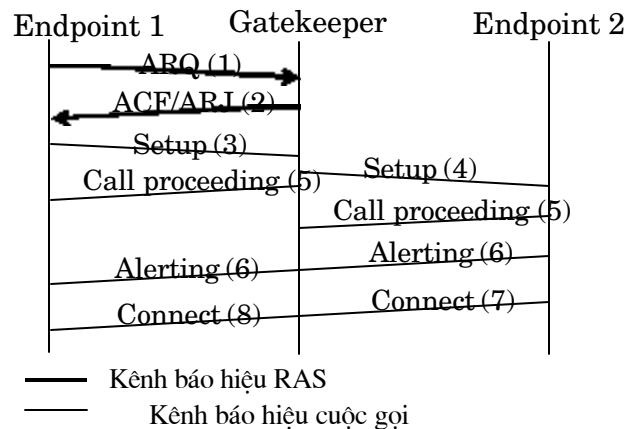 Endpoint 1 Gatekeeper Endpoint 2
ARQ (1)
ACF/ARJ (2)
Setup (3)
Setup (4)
Call proceeding (5)
Call proceeding (5)
Alerting (6)
Alerting (6)
Connect (7)
Connect (8)
Kênh báo hiệu RAS
Kênh báo hiệu cuộc gọi